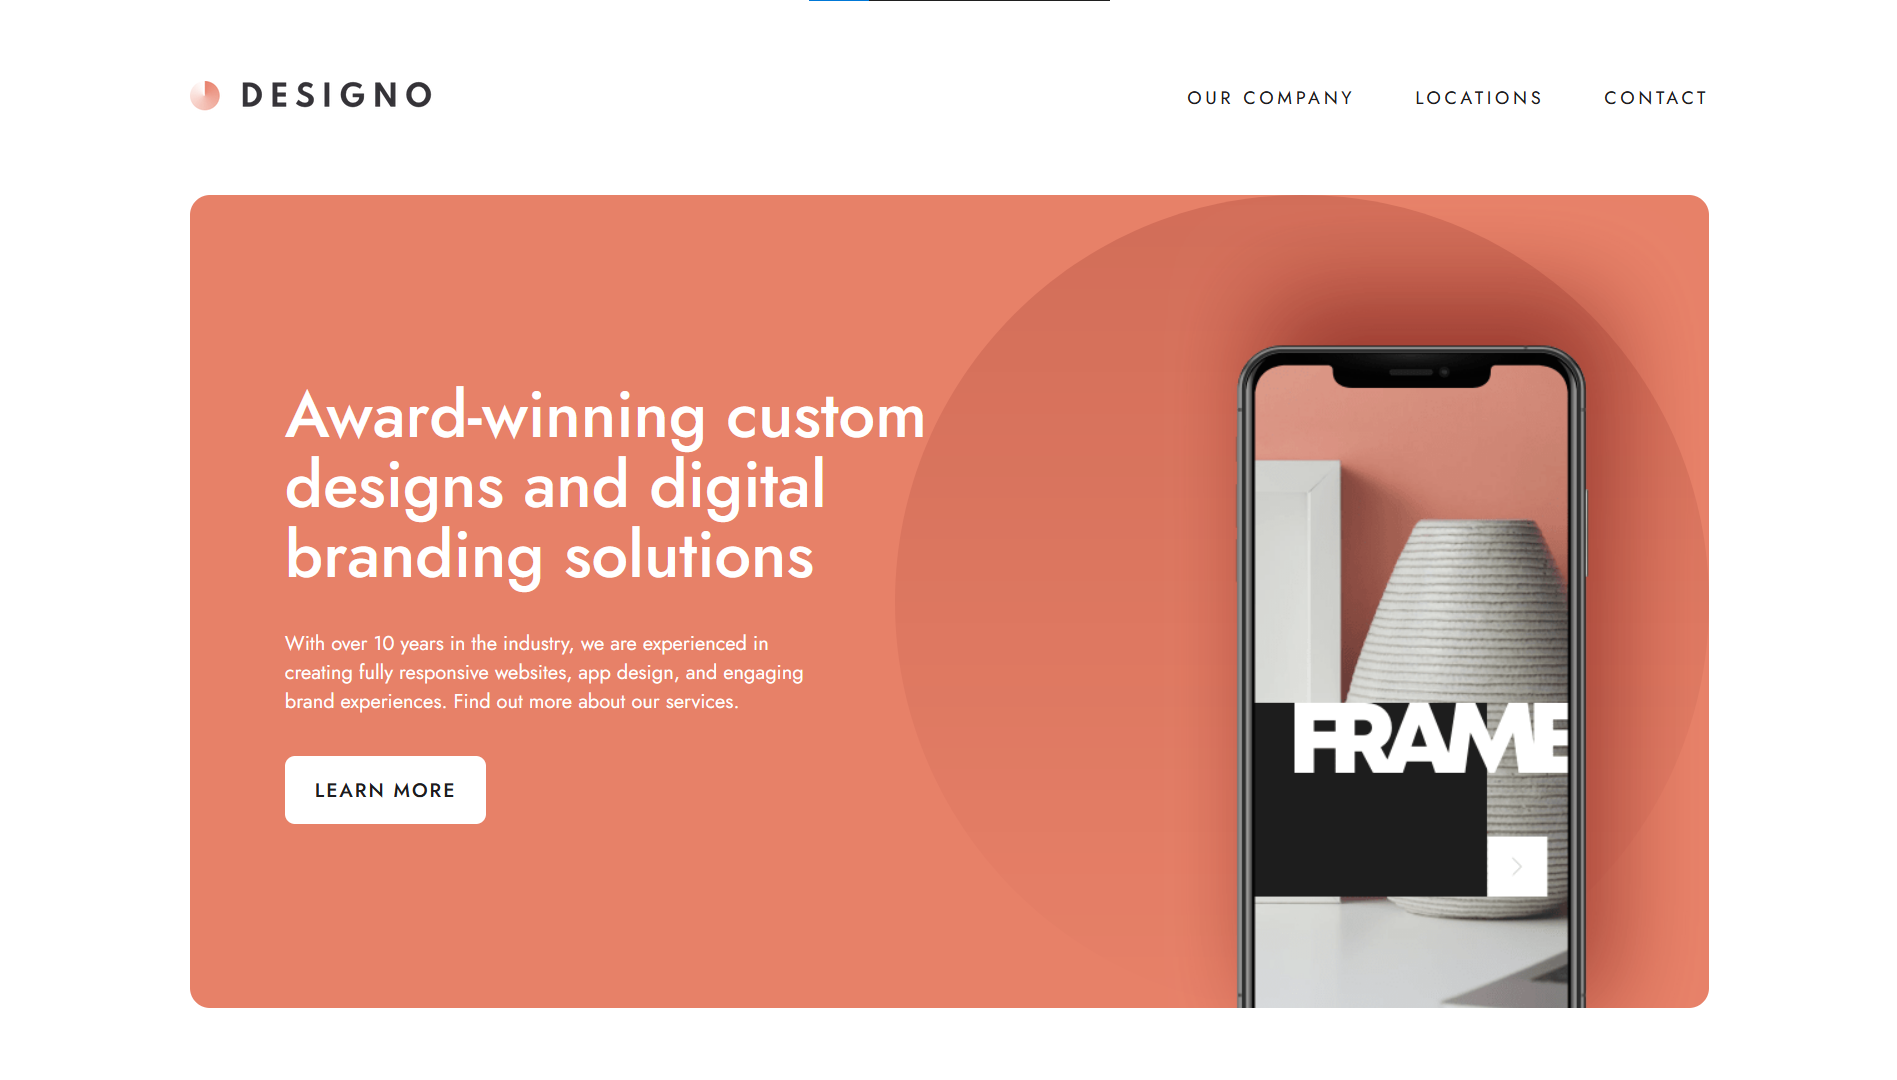 DESIGNO
OUR COMPANY
LOCATIONS
CONTACT
Award-winning custom
designs and digital
branding solutions
With over 10 years in the industry, we are experienced in
creating fully responsive websites, app design, and engaging
brand experiences. Find out more about our services.
LEARN MORE
FRAME